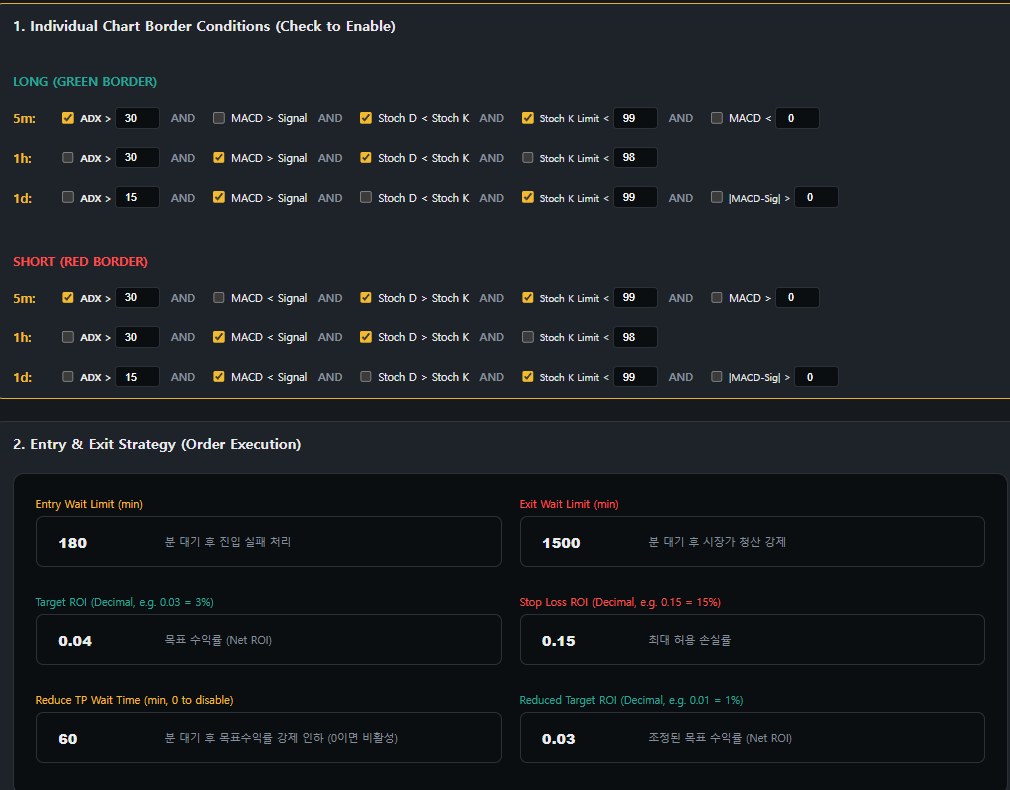 1. Individual Chart Border Conditions (Check to Enable)
LONG (GREEN BORDER)
5m: ADX > 30 AND MACD > Signal AND Stoch D < Stoch K AND Stoch K Limit < 99 AND MACD < 0
1h: ADX > 30 AND MACD > Signal AND Stoch D < Stoch K AND Stoch K Limit < 98
1d: ADX > 15 AND MACD > Signal AND Stoch D < Stoch K AND Stoch K Limit < 99 AND |MACD-Sig| > 0
SHORT (RED BORDER)
5m: ADX > 30 AND MACD < Signal AND Stoch D > Stoch K AND Stoch K Limit < 99 AND MACD > 0
1h: ADX > 30 AND MACD < Signal AND Stoch D > Stoch K AND Stoch K Limit < 98
1d: ADX > 15 AND MACD < Signal AND Stoch D > Stoch K AND Stoch K Limit < 99 AND |MACD-Sig| > 0
2. Entry & Exit Strategy (Order Execution)
Entry Wait Limit (min)
180 분 대기 후 진입 실패 처리
Exit Wait Limit (min)
1500 분 대기 후 시장가 청산 강제
Target ROI (Decimal, e.g. 0.03 = 3%)
0.04 목표 수익률 (Net ROI)
Stop Loss ROI (Decimal, e.g. 0.15 = 15%)
0.15 최대 허용 손실률
Reduce TP Wait Time (min, 0 to disable)
60 분 대기 후 목표수익률 강제 인하 (0이면 비활성)
Reduced Target ROI (Decimal, e.g. 0.01 = 1%)
0.03 조정된 목표 수익률 (Net ROI)